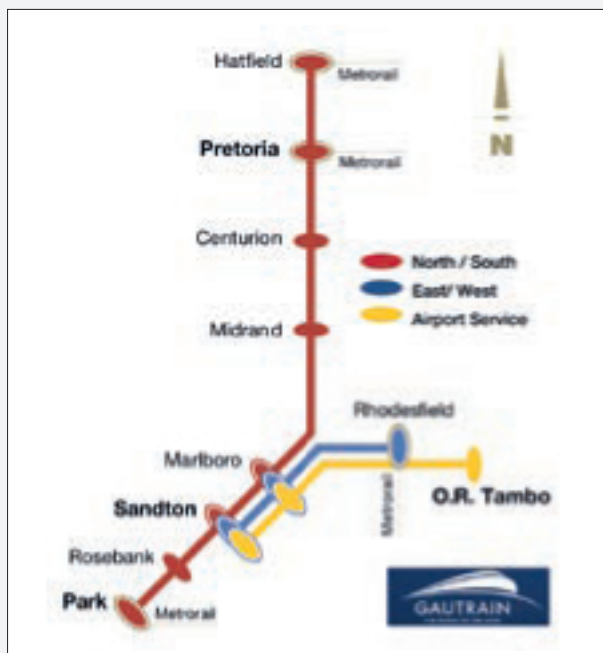 Hatfield
Metrorail
N
Pretoria
Metrorail
Centurion
North / South
East/ West
Airport Service
Midrand
Rhodesfield
Marlboro
O.R. Tambo
Sandton
Metrorail
Rosebank
Park
Metrorail
GAUTRAIN